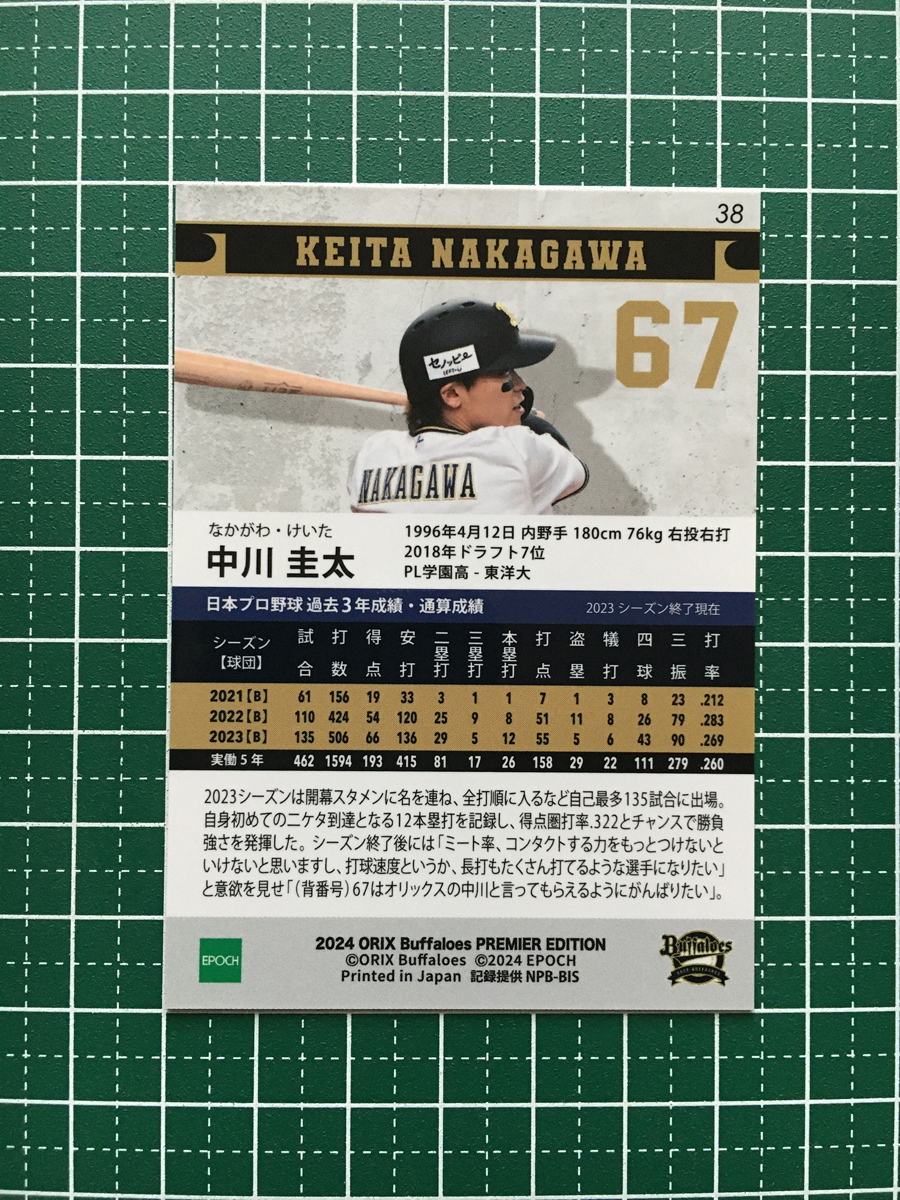 38
KEITA NAKAGAWA
67
セノッピー
NAKAGAWA
なかがわ・けいた
中川 圭太
1996年4月12日 内野手 180cm 76kg 右投右打
2018年ドラフト7位
PL学園高 - 東洋大
日本プロ野球 過去3年成績・通算成績 2023 シーズン終了現在
シーズン【球団】 試合 打数 得点 安打 二塁打 三塁打 本塁打 打点 盗塁 犠打 四球 三振 打率
2021【B】 61 156 19 33 3 1 1 7 1 3 8 23 .212
2022【B】 110 424 54 120 25 9 8 51 11 8 26 79 .283
2023【B】 135 506 66 136 29 5 12 55 5 6 43 90 .269
実働5年 462 1594 193 415 81 17 26 158 29 22 111 279 .260
2023シーズンは開幕スタメンに名を連ね、全打順に入るなど自己最多135試合に出場。
自身初めての二ケタ到達となる12本塁打を記録し、得点圏打率.322とチャンスで勝負
強さを発揮した。シーズン終了後には「ミート率、コンタクトする力をもっとつけないと
いけないと思いますし、打球速度というか、長打もたくさん打てるような選手になりたい」
と意欲を見せ「（背番号）67はオリックスの中川と言ってもらえるようにがんばりたい」。
EPOCH
2024 ORIX Buffaloes PREMIER EDITION
©ORIX Buffaloes ©2024 EPOCH
Printed in Japan 記録提供 NPB-BIS
Buffaloes